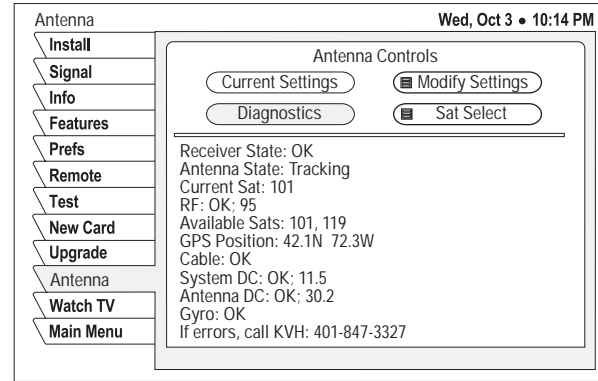 Antenna
Wed, Oct 3 ● 10:14 PM
Install
Signal
Info
Features
Prefs
Remote
Test
New Card
Upgrade
Antenna
Watch TV
Main Menu
Antenna Controls
Current Settings
Modify Settings
Diagnostics
Sat Select
Receiver State: OK
Antenna State: Tracking
Current Sat: 101
RF: OK; 95
Available Sats: 101, 119
GPS Position: 42.1N 72.3W
Cable: OK
System DC: OK; 11.5
Antenna DC: OK; 30.2
Gyro: OK
If errors, call KVH: 401-847-3327